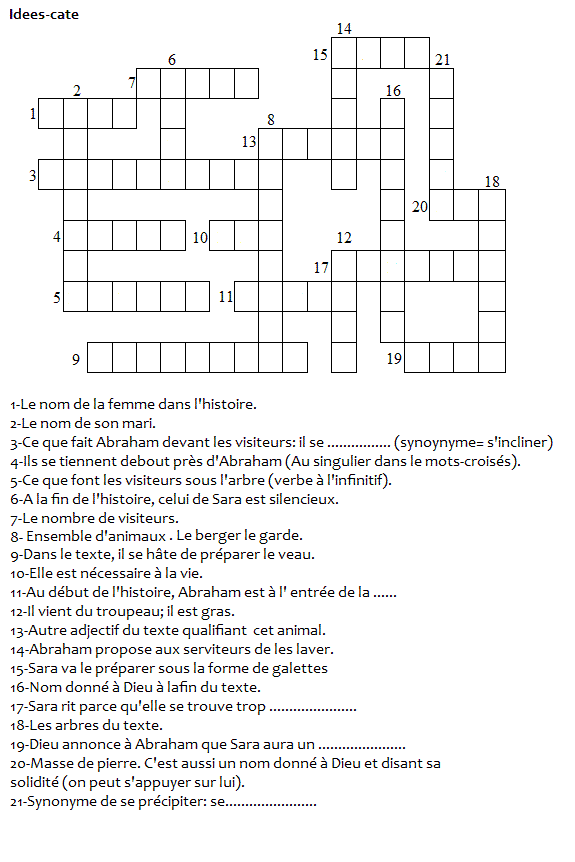 Idees-cate
14
15
21
6
7
2
16
1
8
13
3
18
20
4
10
12
17
5
11
9
19
1-Le nom de la femme dans l'histoire.
2-Le nom de son mari.
3-Ce que fait Abraham devant les visiteurs: il se ................ (synoynyme= s'incliner)
4-Ils se tiennent debout près d'Abraham (Au singulier dans le mots-croisés).
5-Ce que font les visiteurs sous l'arbre (verbe à l'infinitif).
6-A la fin de l'histoire, celui de Sara est silencieux.
7-Le nombre de visiteurs.
8- Ensemble d'animaux . Le berger le garde.
9-Dans le texte, il se hâte de préparer le veau.
10-Elle est nécessaire à la vie.
11-Au début de l'histoire, Abraham est à l' entrée de la ......
12-Il vient du troupeau; il est gras.
13-Autre adjectif du texte qualifiant cet animal.
14-Abraham propose aux serviteurs de les laver.
15-Sara va le préparer sous la forme de galettes
16-Nom donné à Dieu à lafin du texte.
17-Sara rit parce qu'elle se trouve trop ......................
18-Les arbres du texte.
19-Dieu annonce à Abraham que Sara aura un ......................
20-Masse de pierre. C'est aussi un nom donné à Dieu et disant sa
solidité (on peut s'appuyer sur lui).
21-Synonyme de se précipiter: se.......................